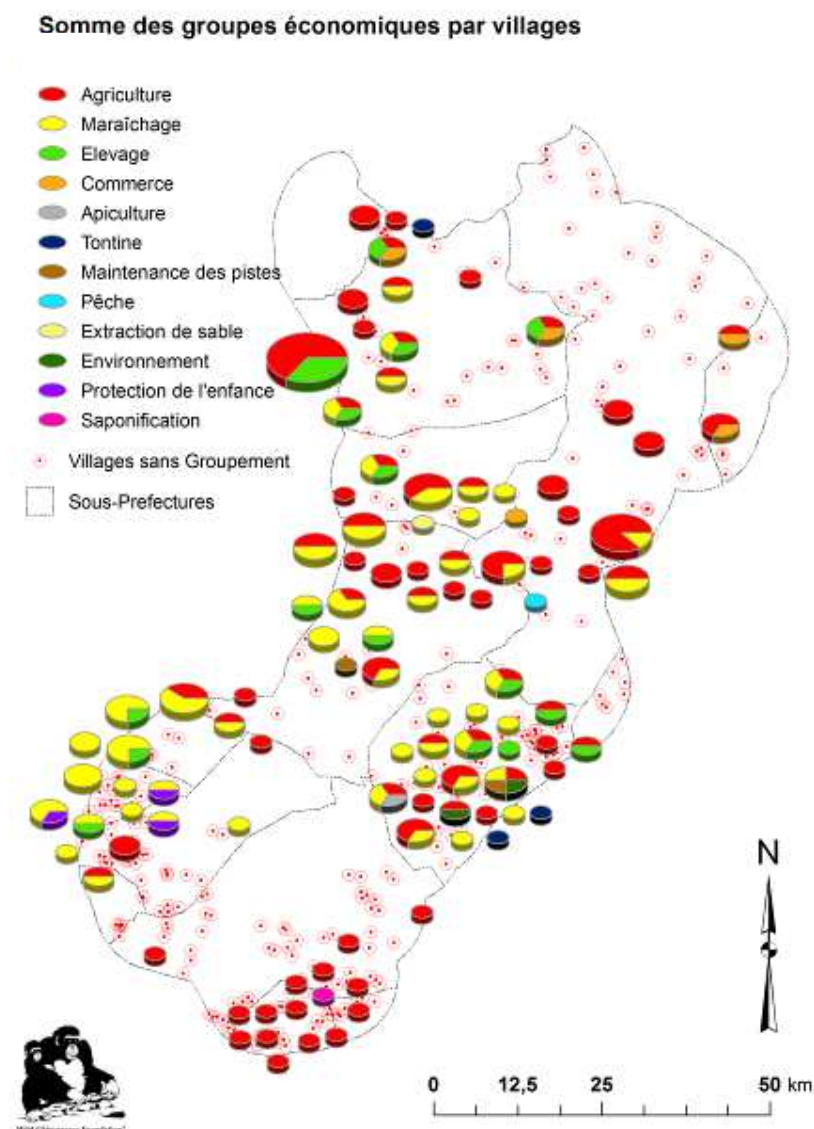 Somme des groupes économiques par villages
Agriculture
Maraîchage
Elevage
Commerce
Apiculture
Tontine
Maintenance des pistes
Pêche
Extraction de sable
Environnement
Protection de l'enfance
Saponification
Villages sans Groupement
Sous-Prefectures
N
0 12,5 25 50 km